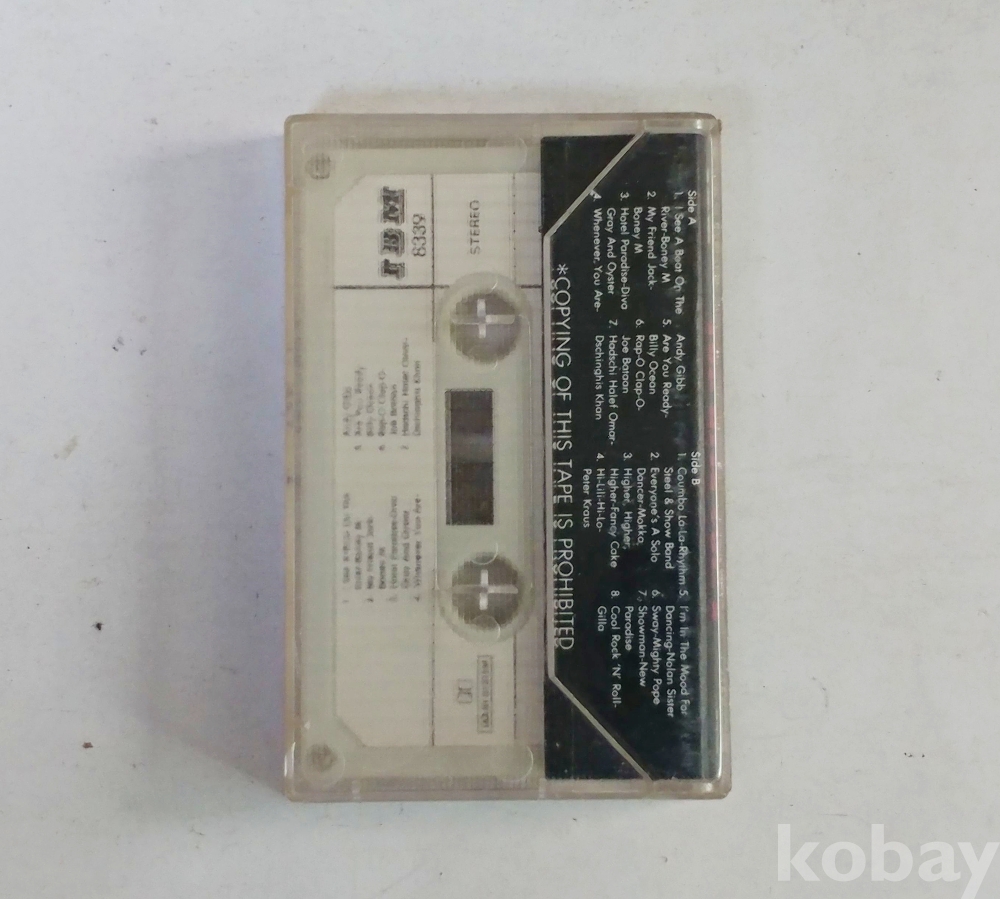 Side A
1. I See A Boat On The
River-Boney M
2. My Friend Jack-
Boney M
3. Hotel Paradise-Diva
Gray And Oyster
4. Whenever, You Are-
Andy Gibb
5. Are You Ready-
Billy Ocean
6. Rap-O Clap-O-
Joe Bataan
7. Hadschi Halef Omar-
Dschinghis Khan
Side B
1. Coumba La-La-Rhythm
Steel & Show Band
2. Everyone's A Solo
Dancer-Mokka,
3. Higher, Higher,
Higher-Fancy Cake
4. Hi-Lili-Hi-Lo-
Peter Kraus
5. I'm In The Mood For
Dancing-Nolan Sister
6. Sway-Mighty Pope
7. Showman-New
Paradise
8. Cool Rock 'N' Roll-
Gilla
*COPYING OF THIS TAPE IS PROHIBITED
STEREO
8339
kobay